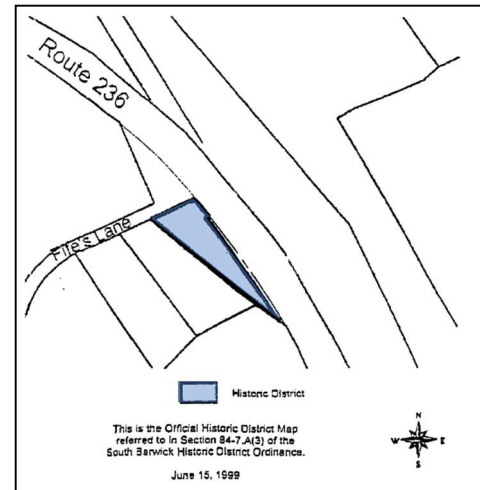 Route 236
Fife's Lane
Historic District
This is the Official Historic District Map
referred to in Section 84-7.A(3) of the
South Berwick Historic District Ordinance.
June 15, 1999
N
W E
S